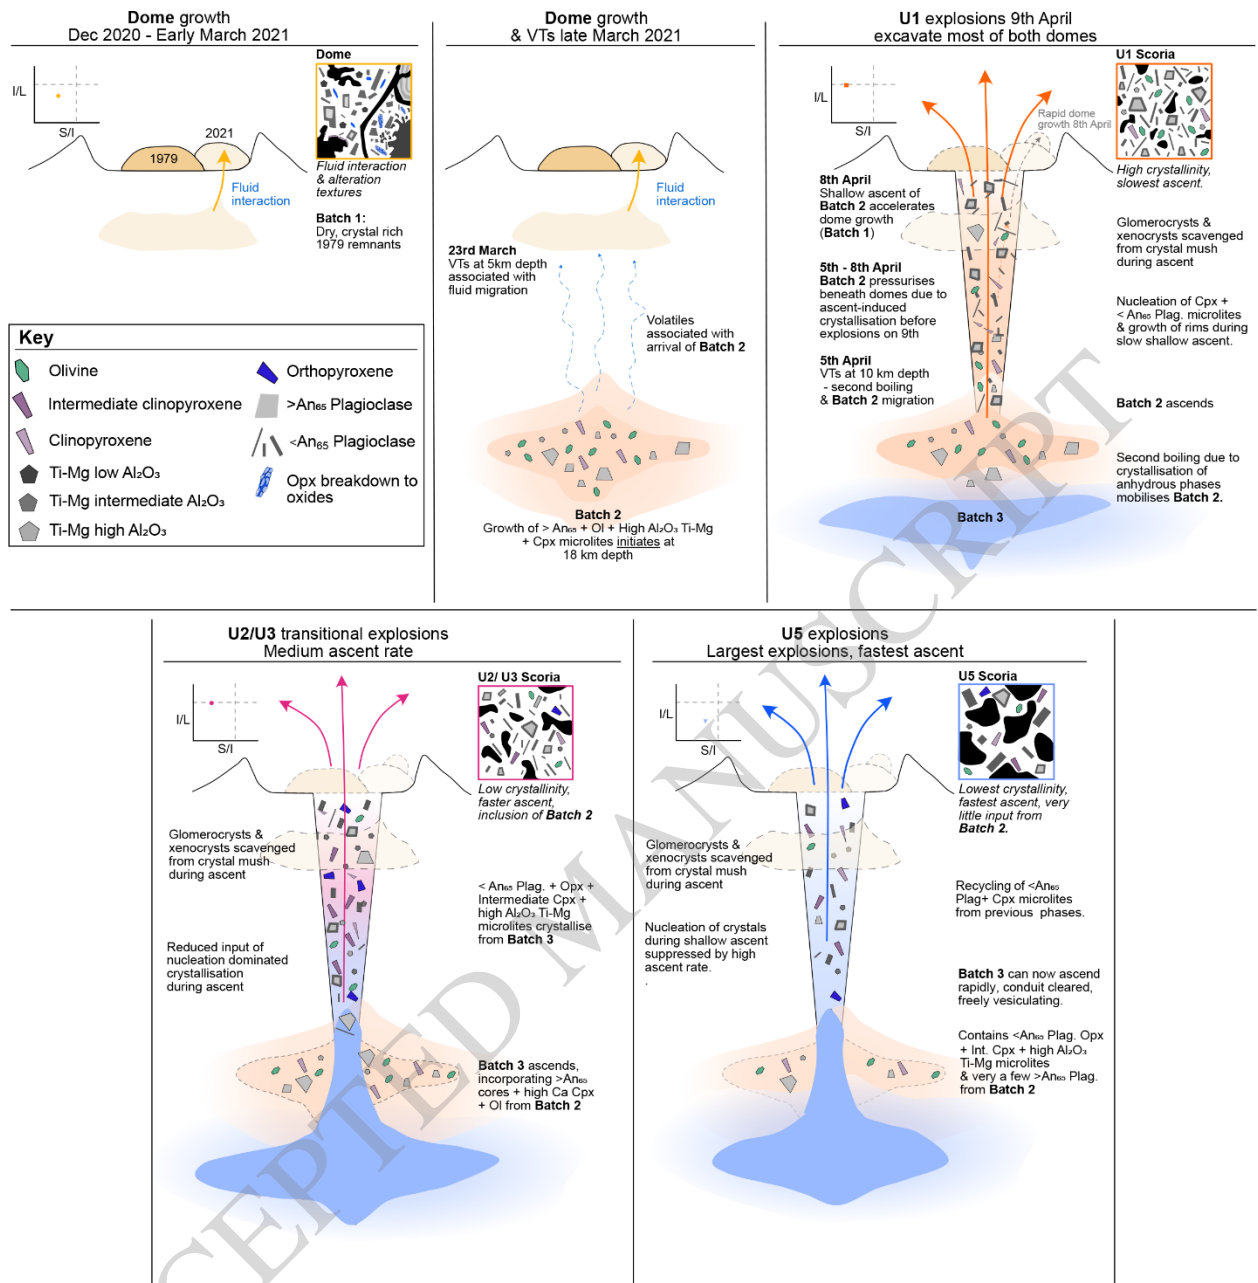 Dome growth
Dec 2020 - Early March 2021
I/L
S/I
Dome
1979
2021
Fluid
interaction
Fluid interaction
& alteration
textures
Batch 1:
Dry, crystal rich
1979 remnants
Key
Olivine
Intermediate clinopyroxene
Clinopyroxene
Ti-Mg low Al₂O₃
Ti-Mg intermediate Al₂O₃
Ti-Mg high Al₂O₃
Orthopyroxene
>An₆₅ Plagioclase
<An₆₅ Plagioclase
Opx breakdown to
oxides
Dome growth
& VTs late March 2021
Fluid
interaction
23rd March
VTs at 5km depth
associated with
fluid migration
Volatiles
associated with
arrival of Batch 2
Batch 2
Growth of > An₆₅ + Ol + High Al₂O₃ Ti-Mg
+ Cpx microlites initiates at
18 km depth
U1 explosions 9th April
excavate most of both domes
I/L
S/I
U1 Scoria
Rapid dome
growth 8th April
High crystallinity,
slowest ascent.
8th April
Shallow ascent of
Batch 2 accelerates
dome growth
(Batch 1)
5th - 8th April
Batch 2 pressurises
beneath domes due to
ascent-induced
crystallisation before
explosions on 9th
5th April
VTs at 10 km depth
- second boiling
& Batch 2 migration
Glomerocrysts &
xenocrysts scavenged
from crystal mush
during ascent
Nucleation of Cpx +
< An₆₅ Plag. microlites
& growth of rims during
slow shallow ascent.
Batch 2 ascends
Second boiling due to
crystallisation of
anhydrous phases
mobilises Batch 2.
Batch 3
U2/U3 transitional explosions
Medium ascent rate
I/L
S/I
U2/ U3 Scoria
Low crystallinity,
faster ascent,
inclusion of Batch 2
Glomerocrysts &
xenocrysts scavenged
from crystal mush
during ascent
Reduced input of
nucleation dominated
crystallisation
during ascent
< An₆₅ Plag. + Opx +
Intermediate Cpx +
high Al₂O₃ Ti-Mg
microlites crystallise
from Batch 3
Batch 3 ascends,
incorporating >An₆₅
cores + high Ca Cpx
+ Ol from Batch 2
U5 explosions
Largest explosions, fastest ascent
I/L
S/I
U5 Scoria
Lowest crystallinity,
fastest ascent, very
little input from
Batch 2.
Glomerocrysts &
xenocrysts scavenged
from crystal mush
during ascent
Nucleation of crystals
during shallow ascent
suppressed by high
ascent rate.
.
Recycling of <An₆₅
Plag+ Cpx microlites
from previous phases.
Batch 3 can now ascend
rapidly, conduit cleared,
freely vesiculating.
Contains <An₆₅ Plag. Opx
+ Int. Cpx + high Al₂O₃
Ti-Mg microlites
& very a few >An₆₅ Plag.
from Batch 2
CEPTED MANUSCRIPT